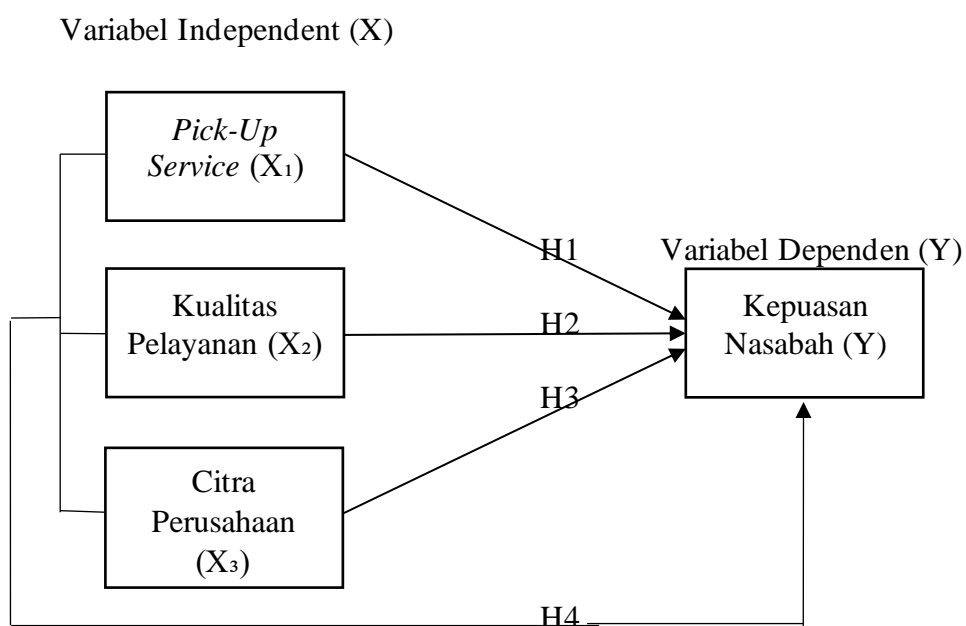 Variabel Independent (X)
Pick-Up
Service (X₁)
H1
Variabel Dependen (Y)
Kualitas
Pelayanan (X₂)
H2
Kepuasan
Nasabah (Y)
H3
Citra
Perusahaan
(X₃)
H4